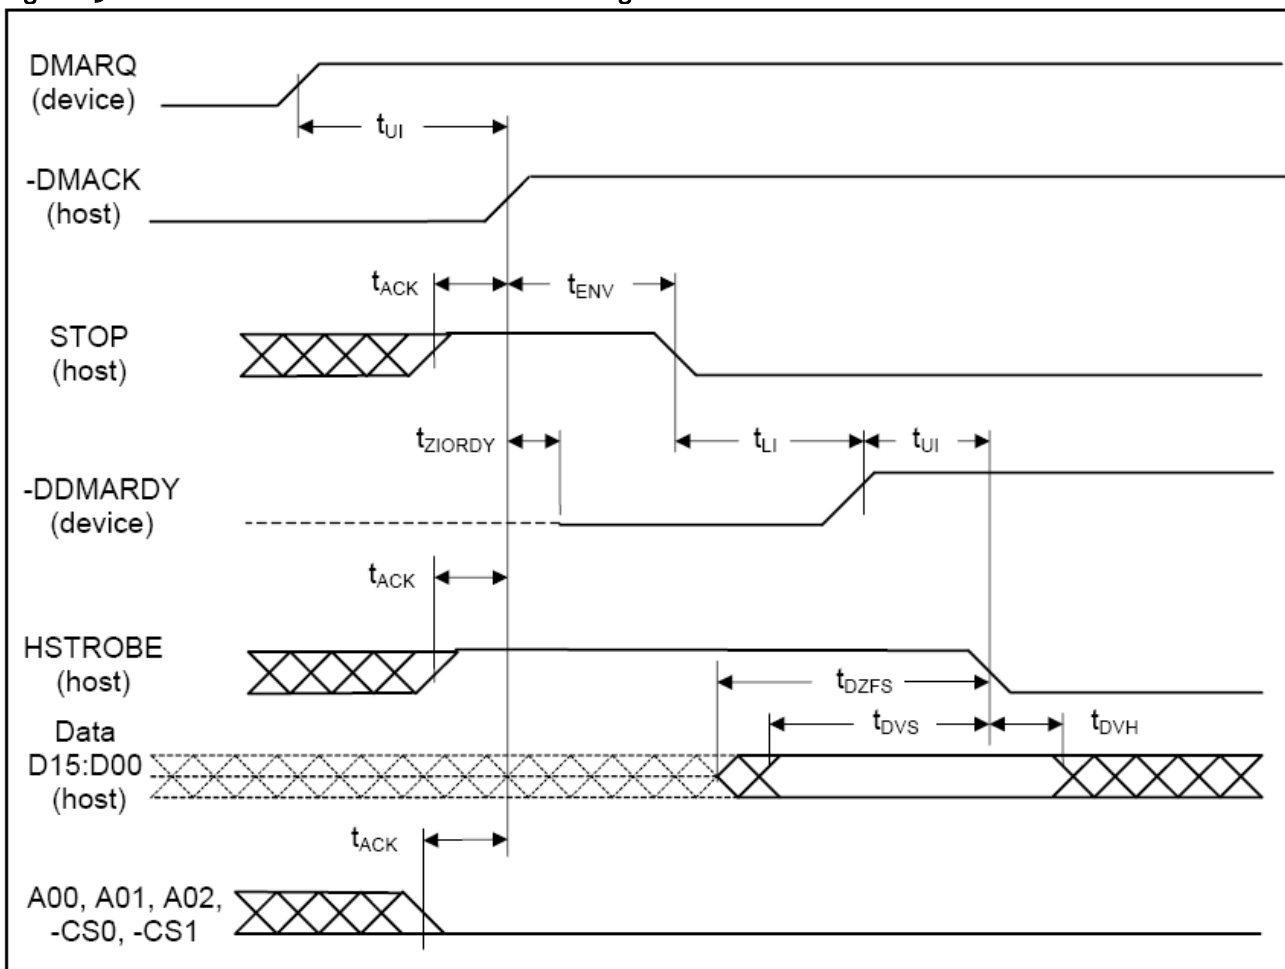 DMARQ
(device)
tUI
-DMACK
(host)
tACK
tENV
STOP
(host)
tZIORDY
tLI
tUI
-DDMARDY
(device)
tACK
HSTROBE
(host)
tDZFS
tDVS
tDVH
Data
D15:D00
(host)
tACK
A00, A01, A02,
-CS0, -CS1